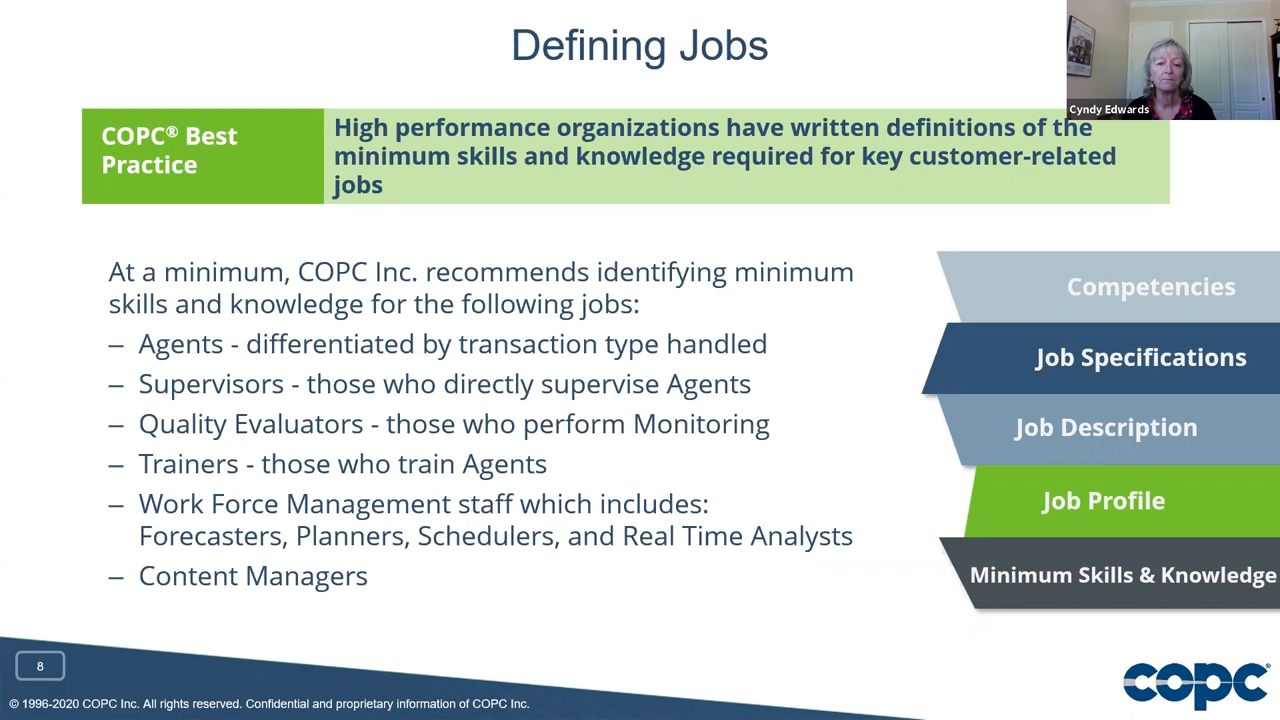 Defining Jobs
Cyndy Edwards
COPC® Best
Practice
High performance organizations have written definitions of the
minimum skills and knowledge required for key customer-related
jobs
At a minimum, COPC Inc. recommends identifying minimum
skills and knowledge for the following jobs:
– Agents - differentiated by transaction type handled
– Supervisors - those who directly supervise Agents
– Quality Evaluators - those who perform Monitoring
– Trainers - those who train Agents
– Work Force Management staff which includes:
Forecasters, Planners, Schedulers, and Real Time Analysts
– Content Managers
Competencies
Job Specifications
Job Description
Job Profile
Minimum Skills & Knowledge
8
© 1996-2020 COPC Inc. All rights reserved. Confidential and proprietary information of COPC Inc.
copc®